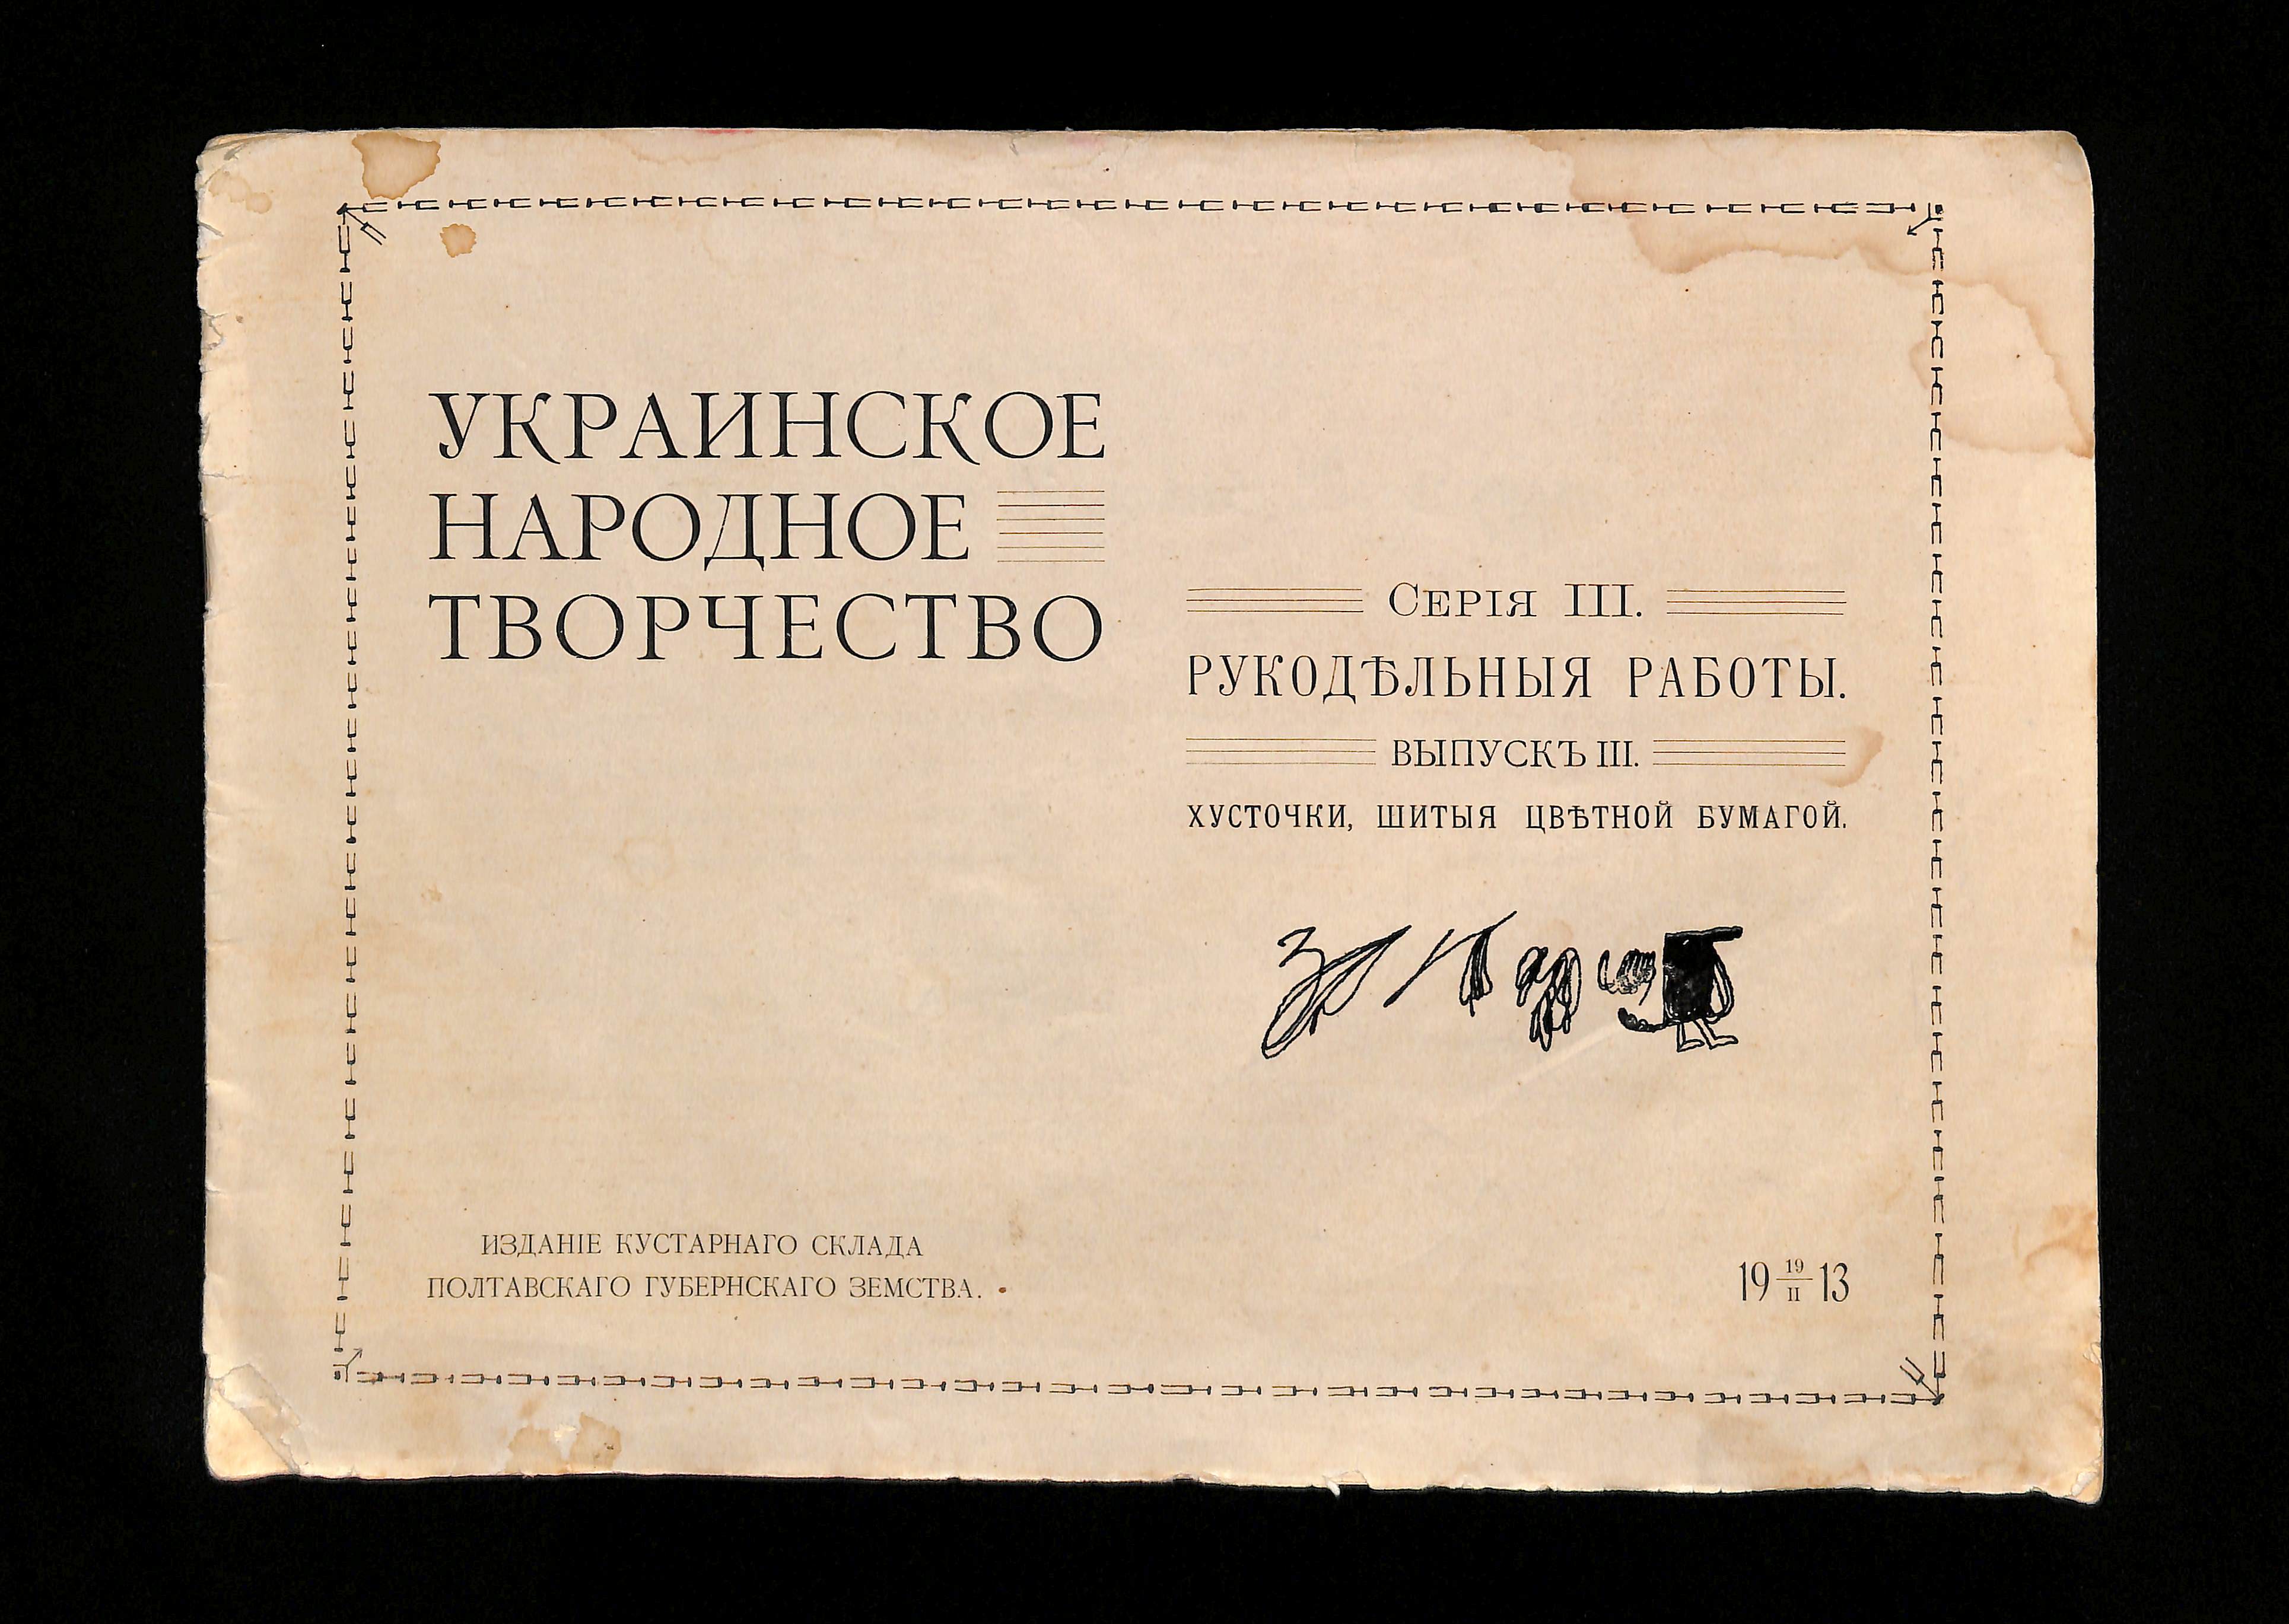 УКРАИНСКОЕ
НАРОДНОЕ
ТВОРЧЕСТВО
СЕРІЯ III.
РУКОДѢЛЬНЫЯ РАБОТЫ.
ВЫПУСКЪ III.
ХУСТОЧКИ, ШИТЫЯ ЦВѢТНОЙ БУМАГОЙ.
ИЗДАНІЕ КУСТАРНАГО СКЛАДА
ПОЛТАВСКАГО ГУБЕРНСКАГО ЗЕМСТВА.
19 19/II 13